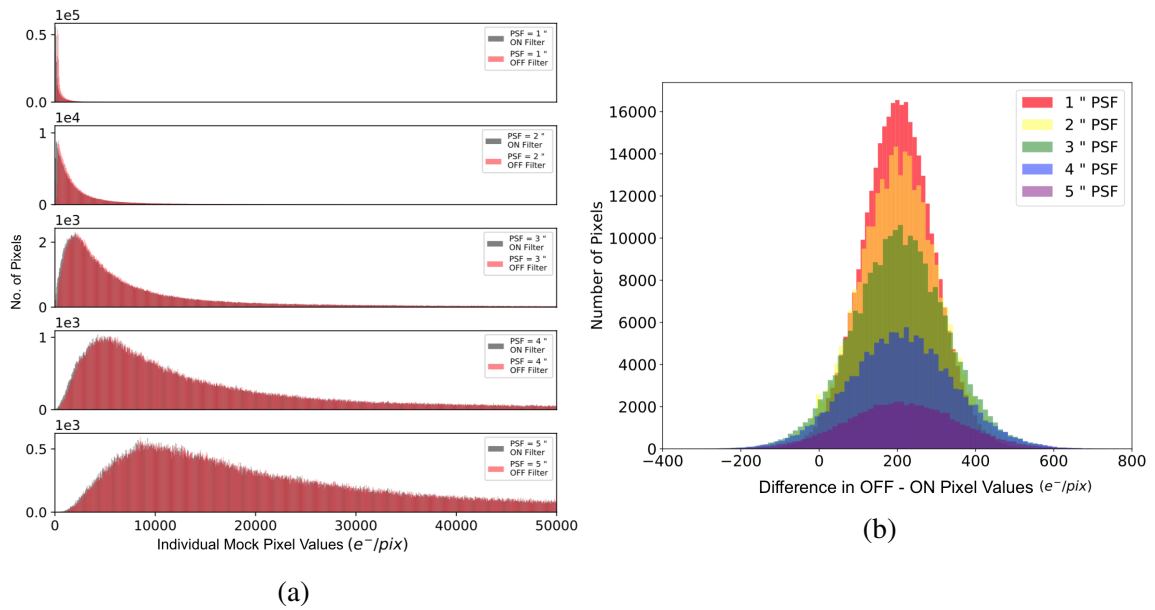 1e5
0.5
0.0
PSF = 1 "
ON Filter
PSF = 1 "
OFF Filter
1e4
1
0
PSF = 2 "
ON Filter
PSF = 2 "
OFF Filter
1e3
2
0
PSF = 3 "
ON Filter
PSF = 3 "
OFF Filter
1e3
1
0
PSF = 4 "
ON Filter
PSF = 4 "
OFF Filter
1e3
0.5
0.0
PSF = 5 "
ON Filter
PSF = 5 "
OFF Filter
0 10000 20000 30000 40000 50000
No. of Pixels
Individual Mock Pixel Values (e⁻/pix)
(a)
16000
14000
12000
10000
8000
6000
4000
2000
0
Number of Pixels
1 " PSF
2 " PSF
3 " PSF
4 " PSF
5 " PSF
−400 −200 0 200 400 600 800
Difference in OFF - ON Pixel Values (e⁻/pix)
(b)